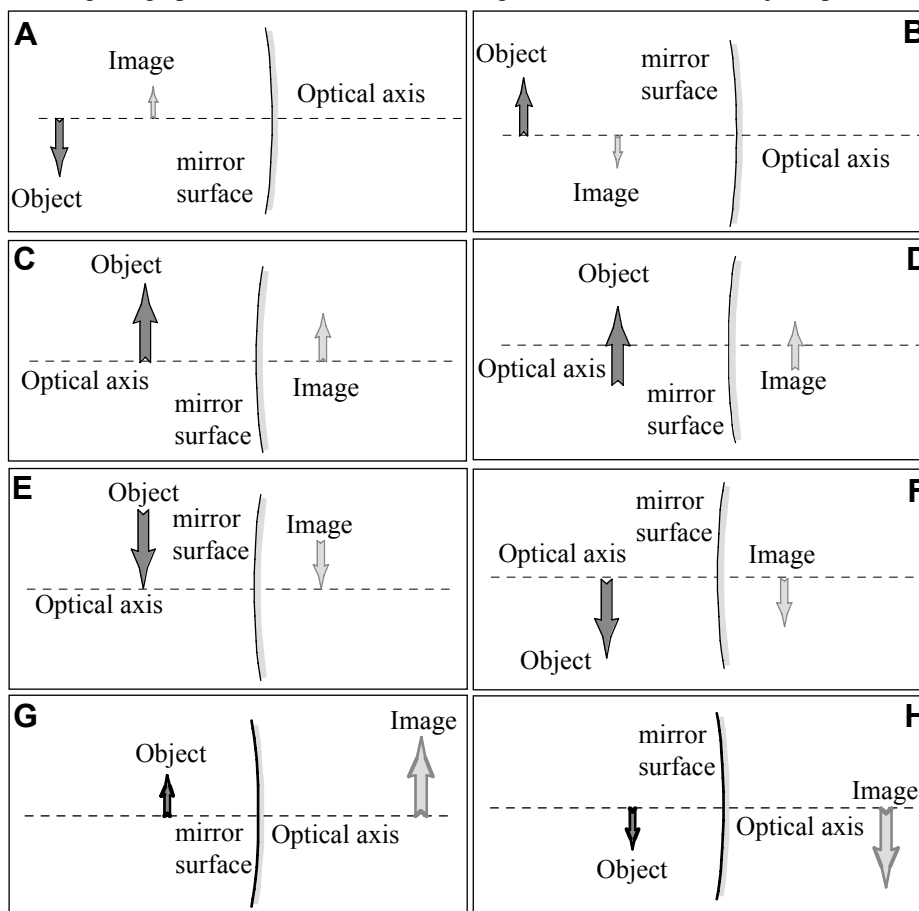 A
Image
Optical axis
mirror
surface
Object
B
Object
mirror
surface
Optical axis
Image
C
Object
Optical axis
Image
mirror
surface
D
Object
Optical axis
Image
mirror
surface
E
Object
mirror
surface
Image
Optical axis
F
mirror
surface
Optical axis
Image
Object
G
Image
Object
mirror
surface
Optical axis
H
mirror
surface
Image
Optical axis
Object